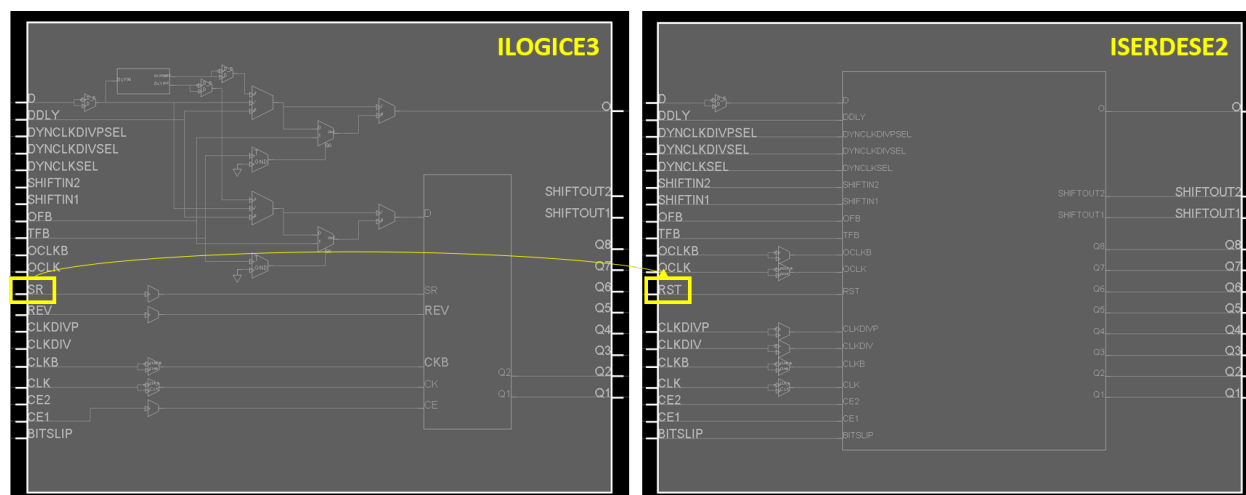 ILOGICE3
D
DDLY
DYNCLKDIVPSEL
DYNCLKDIVSEL
DYNCLKSEL
SHIFTIN2
SHIFTIN1
OFB
TFB
OCLKB
OCLK
SR
REV
CLKDIVP
CLKDIV
CLKB
CLK
CE2
CE1
BITSLIP
GND
GND
D
SR
REV
CKB
CK
CE
Q2
Q1
O
SHIFTOUT2
SHIFTOUT1
Q8
Q7
Q6
Q5
Q4
Q3
Q2
Q1
ISERDESE2
D
DDLY
DYNCLKDIVPSEL
DYNCLKDIVSEL
DYNCLKSEL
SHIFTIN2
SHIFTIN1
OFB
TFB
OCLKB
OCLK
RST
CLKDIVP
CLKDIV
CLKB
CLK
CE2
CE1
BITSLIP
D
DDLY
DYNCLKDIVPSEL
DYNCLKDIVSEL
DYNCLKSEL
SHIFTIN2
SHIFTIN1
OFB
TFB
OCLKB
OCLK
RST
CLKDIVP
CLKDIV
CLKB
CLK
CE2
CE1
BITSLIP
O
SHIFTOUT2
SHIFTOUT1
Q8
Q7
Q6
Q5
Q4
Q3
Q2
Q1
O
SHIFTOUT2
SHIFTOUT1
Q8
Q7
Q6
Q5
Q4
Q3
Q2
Q1